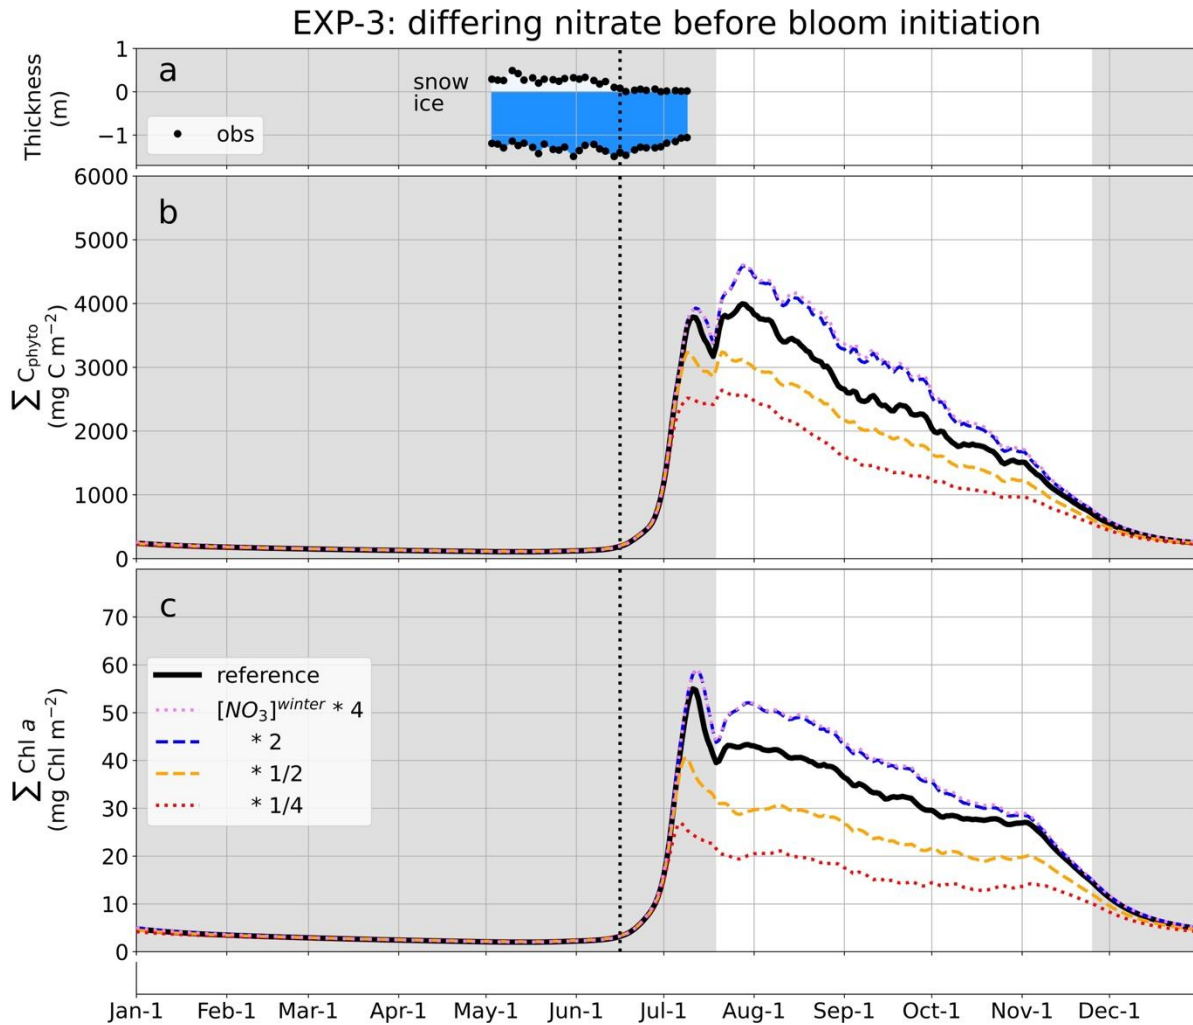 EXP-3: differing nitrate before bloom initiation
Thickness
(m)
1
0
−1
a
snow
ice
obs
∑ C_phyto
(mg C m⁻²)
6000
5000
4000
3000
2000
1000
0
b
∑ Chl a
(mg Chl m⁻²)
70
60
50
40
30
20
10
0
c
reference
[NO₃]^winter * 4
* 2
* 1/2
* 1/4
Jan-1 Feb-1 Mar-1 Apr-1 May-1 Jun-1 Jul-1 Aug-1 Sep-1 Oct-1 Nov-1 Dec-1